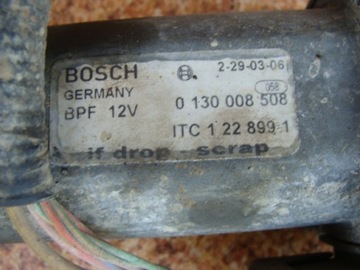 BOSCH 2-29-03-06
GERMANY 058
BPF 12V 0 130 008 508
ITC 1 22 899 1
if drop - scrap